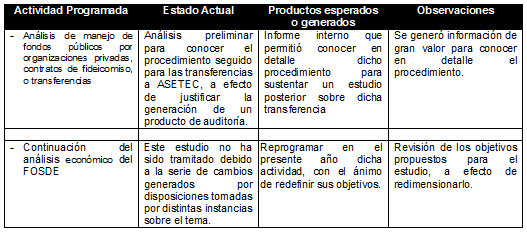 Actividad Programada
Estado Actual
Productos esperados
o generados
Observaciones
- Análisis de manejo de
fondos públicos por
organizaciones privadas,
contratos de fideicomiso,
o transferencias
Análisis preliminar
para conocer el
procedimiento seguido
para las transferencias
a ASETEC, a efecto
de justificar la
generación de un
producto de auditoría.
Informe interno que
permitió conocer en
detalle dicho
procedimiento para
sustentar un estudio
posterior sobre dicha
transferencia
Se generó información de
gran valor para conocer
en detalle el
procedimiento.
- Continuación del
análisis económico del
FOSDE
Este estudio no ha
sido tramitado debido
a la serie de cambios
generados por
disposiciones tomadas
por distintas instancias
sobre el tema.
Reprogramar en el
presente año dicha
actividad, con el ánimo
de redefinir sus objetivos.
Revisión de los objetivos
propuestos para el
estudio, a efecto de
redimensionarlo.